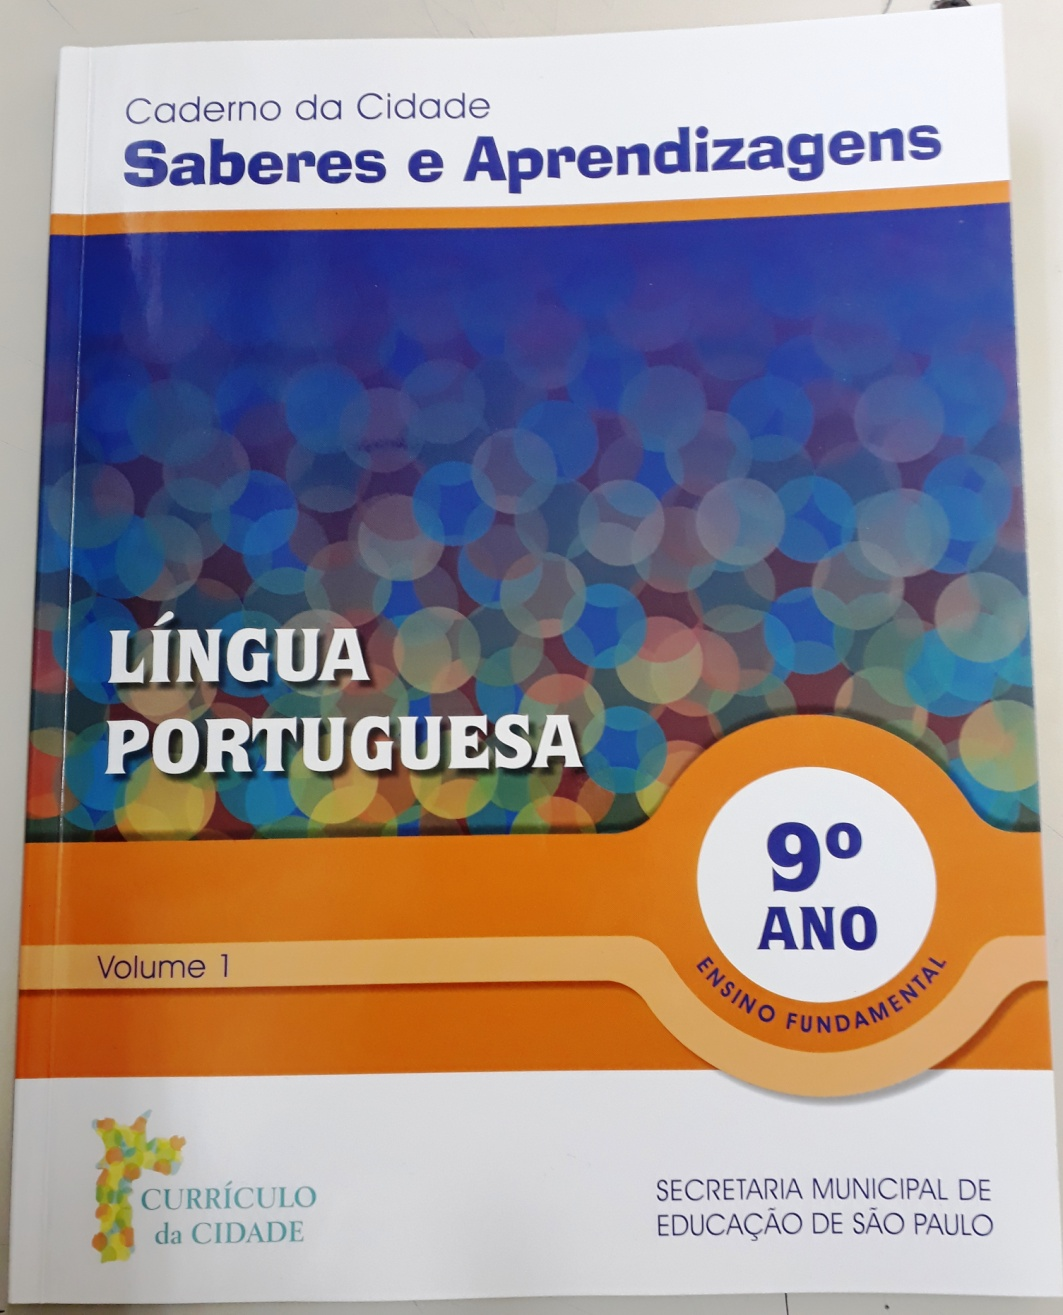 Caderno da Cidade
Saberes e Aprendizagens
LÍNGUA
PORTUGUESA
9º
ANO
ENSINO FUNDAMENTAL
Volume 1
CURRÍCULO
da CIDADE
SECRETARIA MUNICIPAL DE
EDUCAÇÃO DE SÃO PAULO